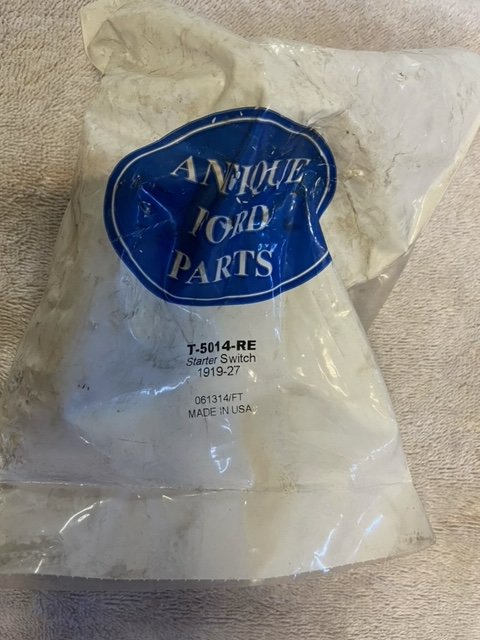 ANTIQUE
FORD
PARTS
T-5014-RE
Starter Switch
1919-27
061314/FT
MADE IN USA